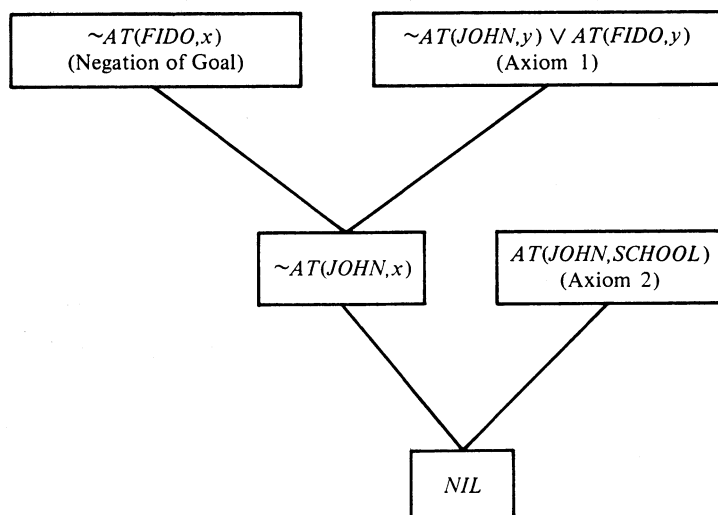 ~AT(FIDO,x)
(Negation of Goal)
~AT(JOHN,y) ∨ AT(FIDO,y)
(Axiom 1)
~AT(JOHN,x)
AT(JOHN,SCHOOL)
(Axiom 2)
NIL